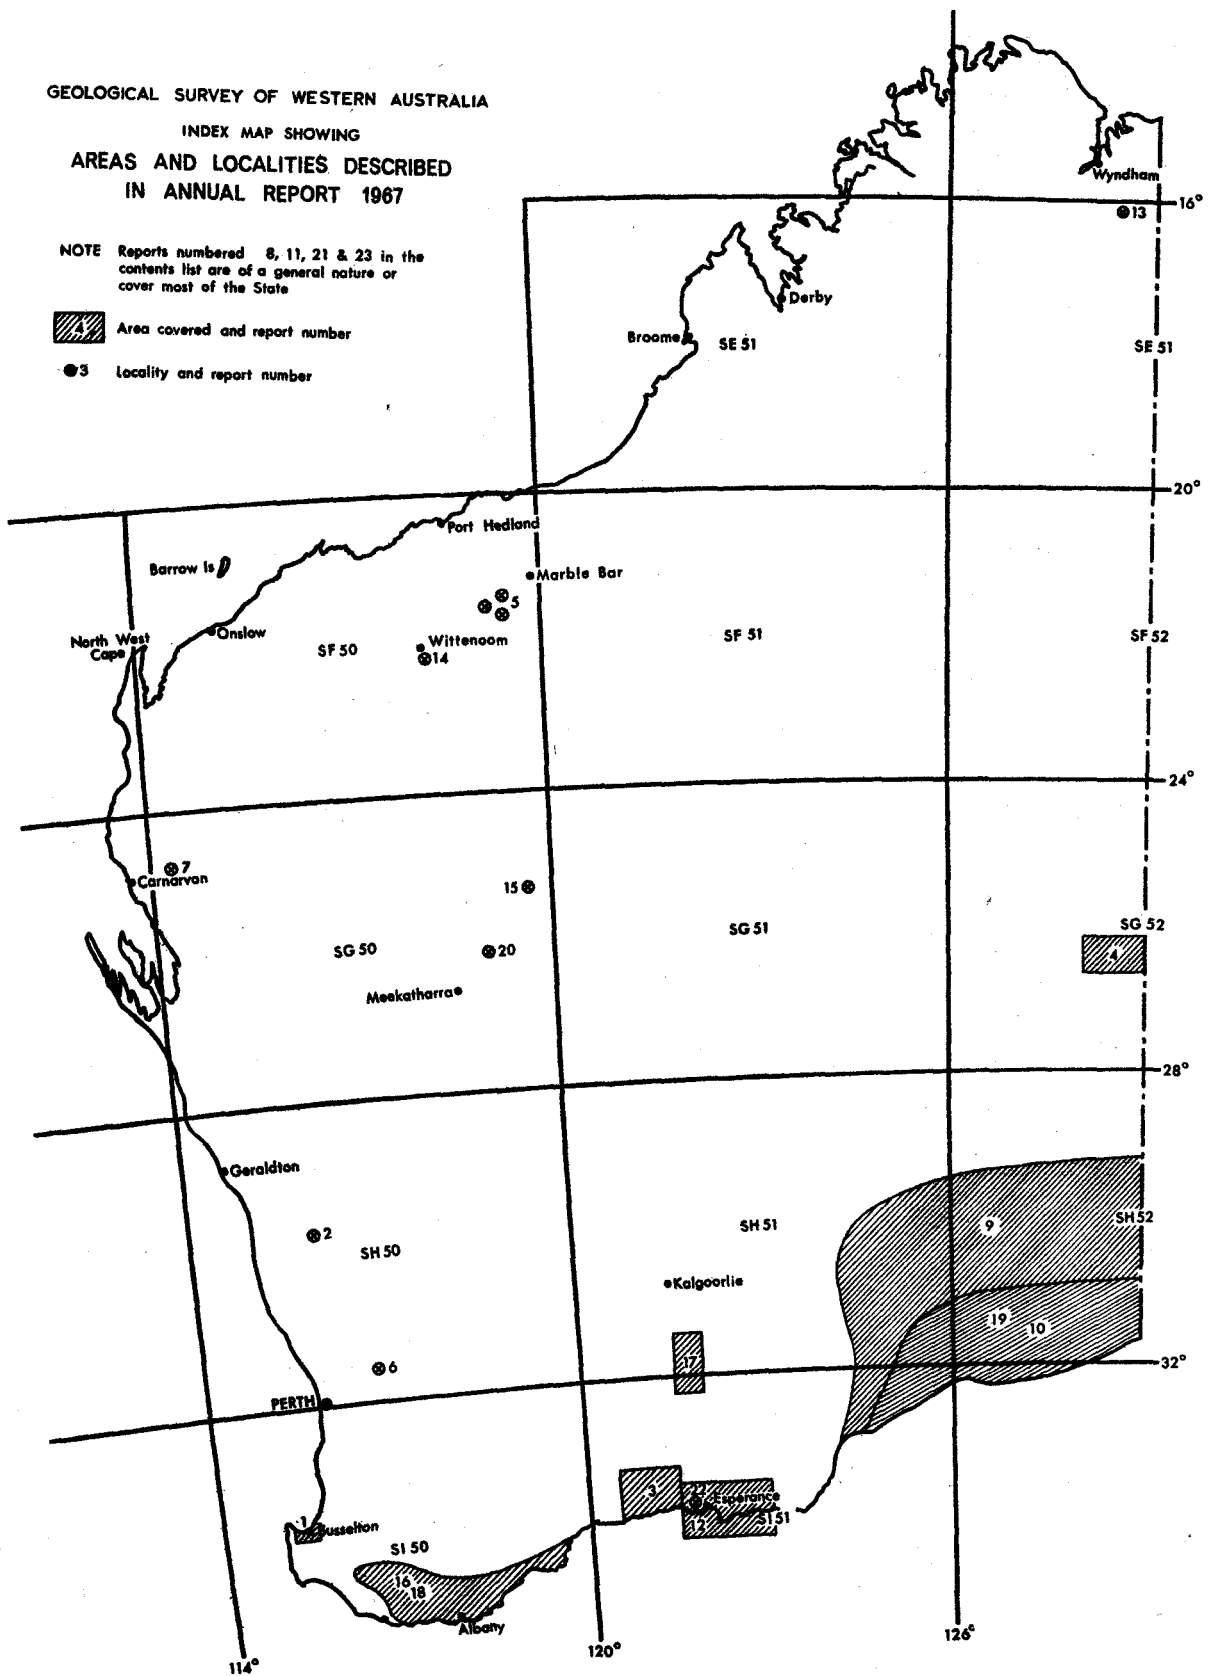 GEOLOGICAL SURVEY OF WESTERN AUSTRALIA
INDEX MAP SHOWING
AREAS AND LOCALITIES DESCRIBED
IN ANNUAL REPORT 1967
NOTE Reports numbered 8, 11, 21 & 23 in the
contents list are of a general nature or
cover most of the State
4 Area covered and report number
3 Locality and report number
Wyndham
16°
13
Derby
Broome
SE 51
SE 51
20°
Port Hedland
Barrow Is
Marble Bar
5
Onslow
North West
Cape
Wittenoom
14
SF 50
SF 51
SF 52
24°
7
Carnarvon
15
SG 50
20
SG 51
SG 52
4
Meekatharra
28°
Geraldton
2
SH 50
SH 51
9
SH 52
Kalgoorlie
19
10
17
6
32°
PERTH
3
22
Esperance
12
SI 51
1
Busselton
SI 50
16
18
Albany
114°
120°
126°